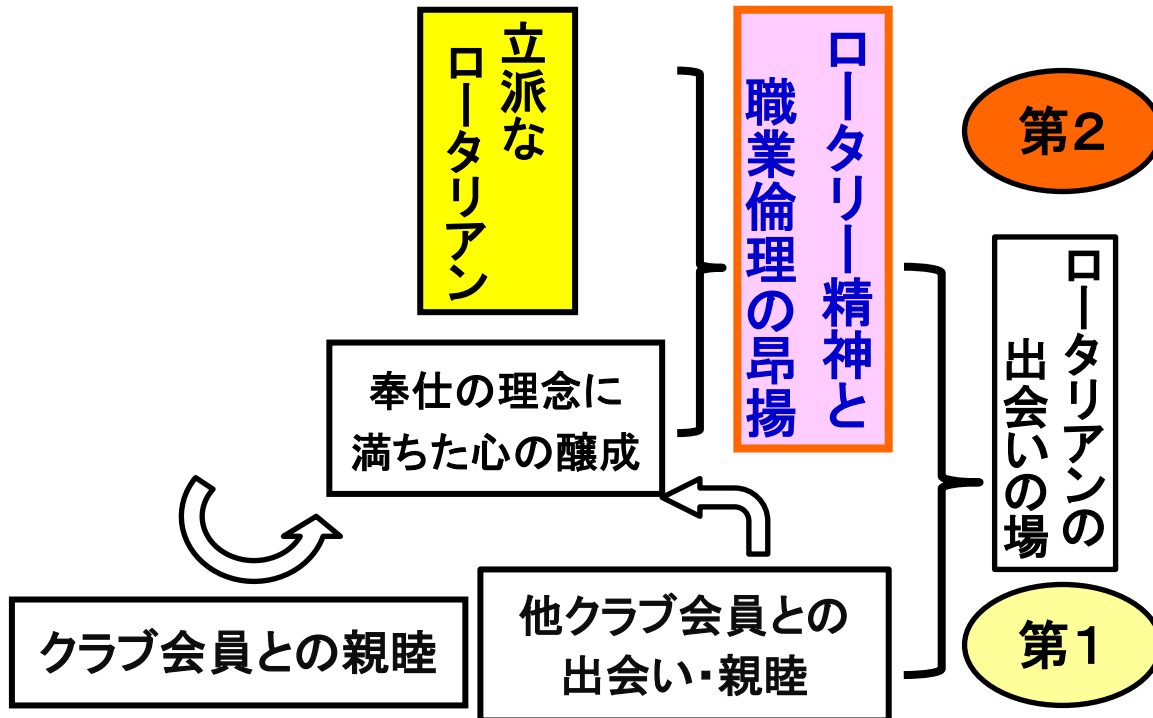 第２
ロータリアンの
出会いの場
第１
ロータリー精神と
職業倫理の昂揚
立派な
ロータリアン
奉仕の理念に
満ちた心の醸成
他クラブ会員との
出会い・親睦
クラブ会員との親睦